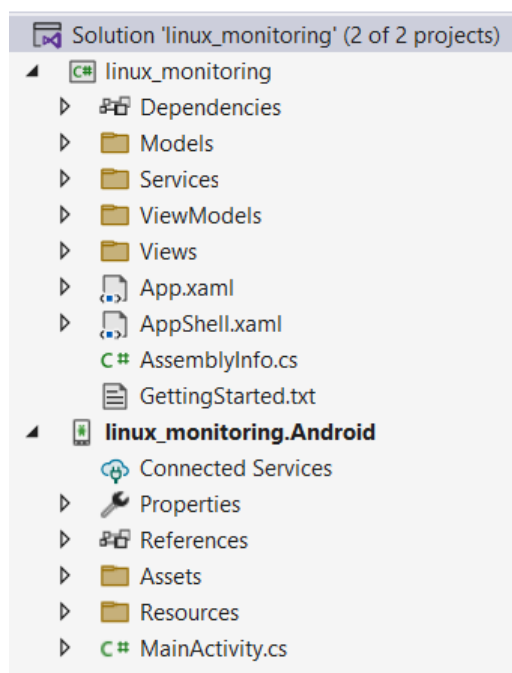 Solution 'linux_monitoring' (2 of 2 projects)
C# linux_monitoring
Dependencies
Models
Services
ViewModels
Views
App.xaml
AppShell.xaml
C# AssemblyInfo.cs
GettingStarted.txt
linux_monitoring.Android
Connected Services
Properties
References
Assets
Resources
C# MainActivity.cs